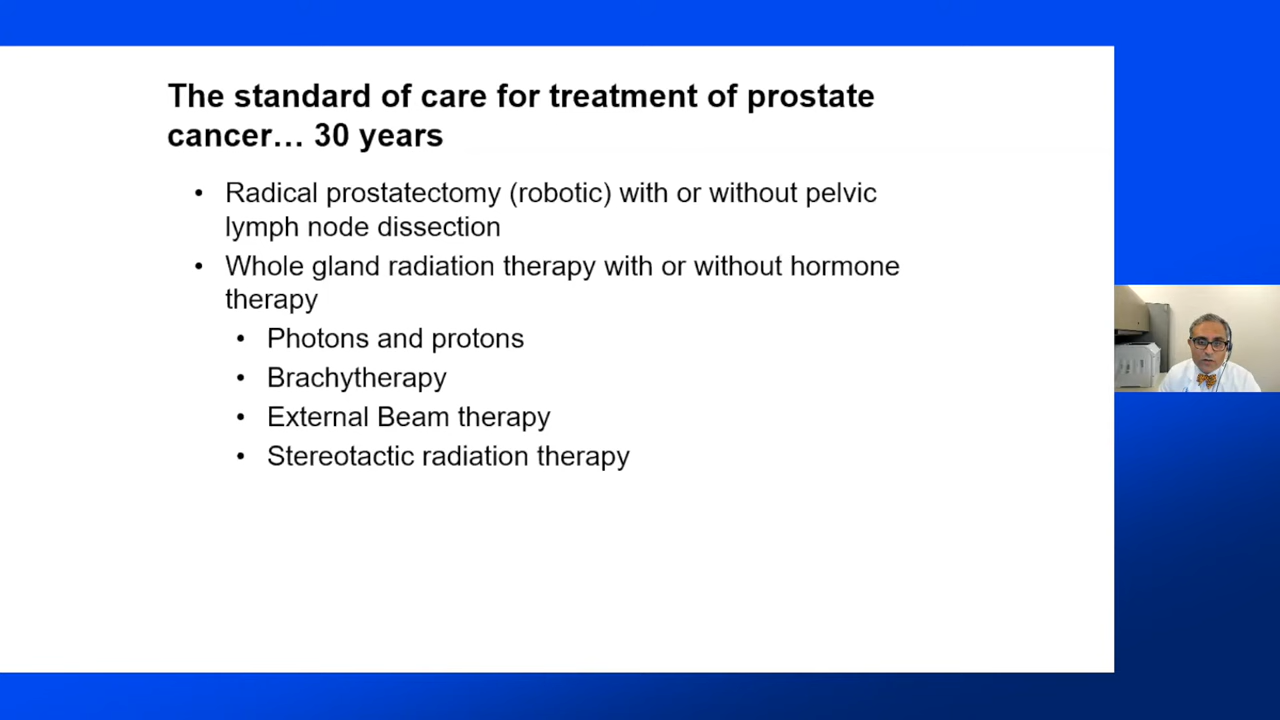 The standard of care for treatment of prostate
cancer… 30 years
• Radical prostatectomy (robotic) with or without pelvic
lymph node dissection
• Whole gland radiation therapy with or without hormone
therapy
• Photons and protons
• Brachytherapy
• External Beam therapy
• Stereotactic radiation therapy